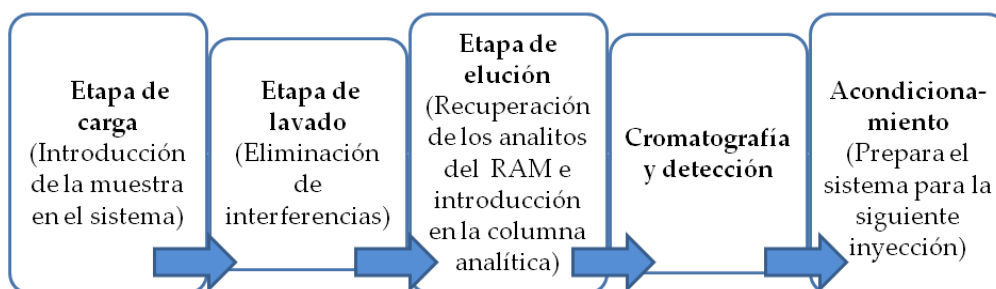 Etapa de
carga
(Introducción
de la muestra
en el sistema)
Etapa de
lavado
(Eliminación
de
interferencias)
Etapa de
elución
(Recuperación
de los analitos
del RAM e
introducción
en la columna
analítica)
Cromatografía
y detección
Acondiciona-
miento
(Prepara el
sistema para la
siguiente
inyección)